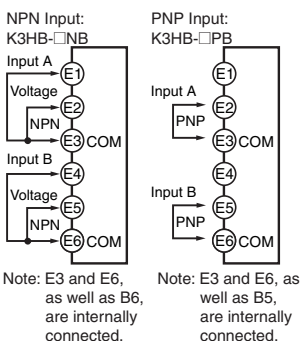 NPN Input:
K3HB-□NB
Input A
Voltage
NPN
Input B
Voltage
NPN
E1
E2
E3 COM
E4
E5
E6 COM
Note: E3 and E6,
as well as B6,
are internally
connected.
PNP Input:
K3HB-□PB
Input A
PNP
Input B
PNP
E1
E2
E3 COM
E4
E5
E6 COM
Note: E3 and E6, as
well as B5,
are internally
connected.